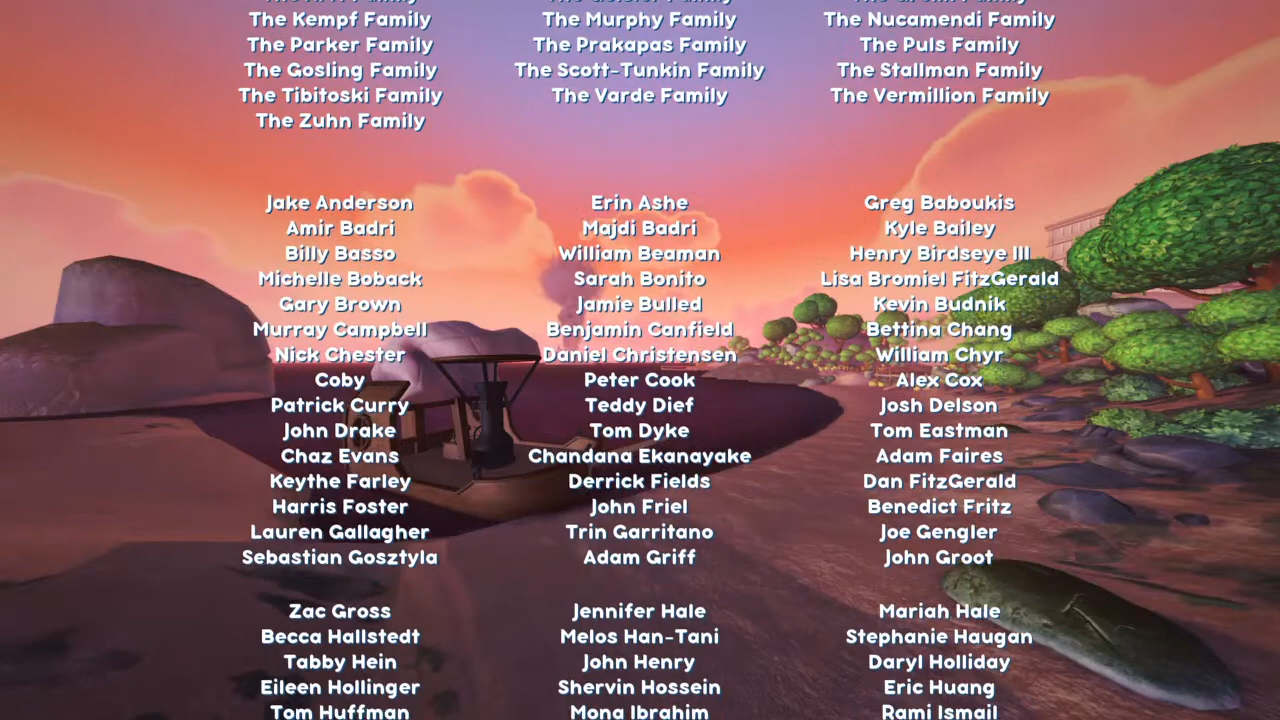 The Kempf Family The Murphy Family The Nucamendi Family
The Parker Family The Prakapas Family The Puls Family
The Gosling Family The Scott-Tunkin Family The Stallman Family
The Tibitoski Family The Varde Family The Vermillion Family
The Zuhn Family
Jake Anderson Erin Ashe Greg Baboukis
Amir Badri Majdi Badri Kyle Bailey
Billy Basso William Beaman Henry Birdseye III
Michelle Boback Sarah Bonito Lisa Bromiel FitzGerald
Gary Brown Jamie Bulled Kevin Budnik
Murray Campbell Benjamin Canfield Bettina Chang
Nick Chester Daniel Christensen William Chyr
Coby Peter Cook Alex Cox
Patrick Curry Teddy Dief Josh Delson
John Drake Tom Dyke Tom Eastman
Chaz Evans Chandana Ekanayake Adam Faires
Keythe Farley Derrick Fields Dan FitzGerald
Harris Foster John Friel Benedict Fritz
Lauren Gallagher Trin Garritano Joe Gengler
Sebastian Gosztyla Adam Griff John Groot
Zac Gross Jennifer Hale Mariah Hale
Becca Hallstedt Melos Han-Tani Stephanie Haugan
Tabby Hein John Henry Daryl Holliday
Eileen Hollinger Shervin Hossein Eric Huang
Tom Huffman Mona Ibrahim Rami Ismail